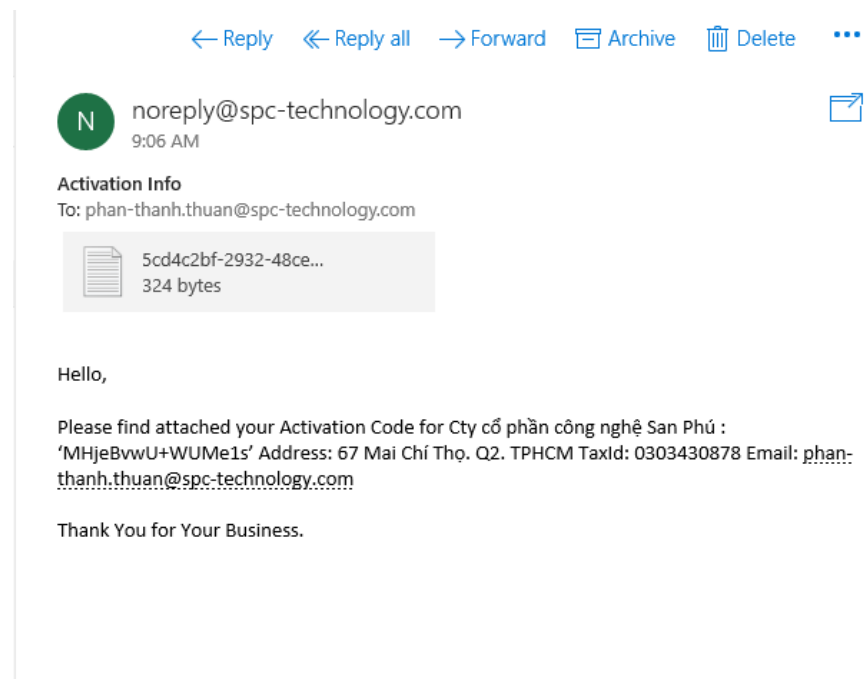 Reply Reply all Forward Archive Delete
N
noreply@spc-technology.com
9:06 AM
Activation Info
To: phan-thanh.thuan@spc-technology.com
5cd4c2bf-2932-48ce...
324 bytes
Hello,
Please find attached your Activation Code for Cty cổ phần công nghệ San Phú :
‘MHjeBvwU+WUMe1s’ Address: 67 Mai Chí Thọ. Q2. TPHCM TaxId: 0303430878 Email: phan-
thanh.thuan@spc-technology.com
Thank You for Your Business.